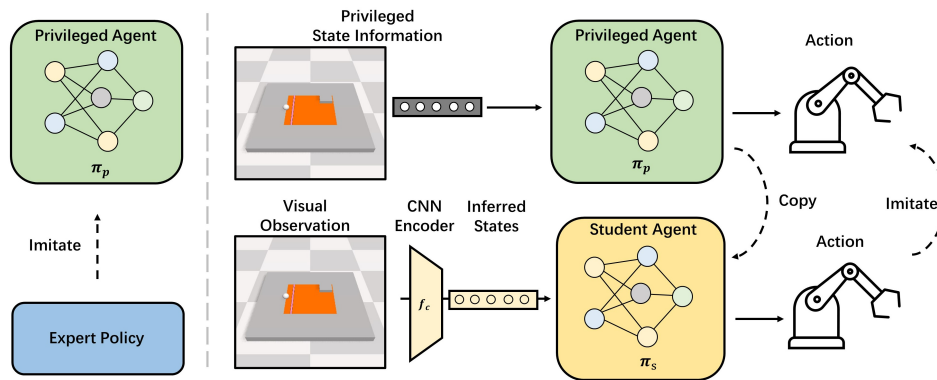 Privileged Agent
π_p
Imitate
Expert Policy
Privileged
State Information
Privileged Agent
π_p
Action
Copy
Imitate
Visual
Observation
CNN
Encoder
Inferred
States
f_c
Student Agent
π_s
Action